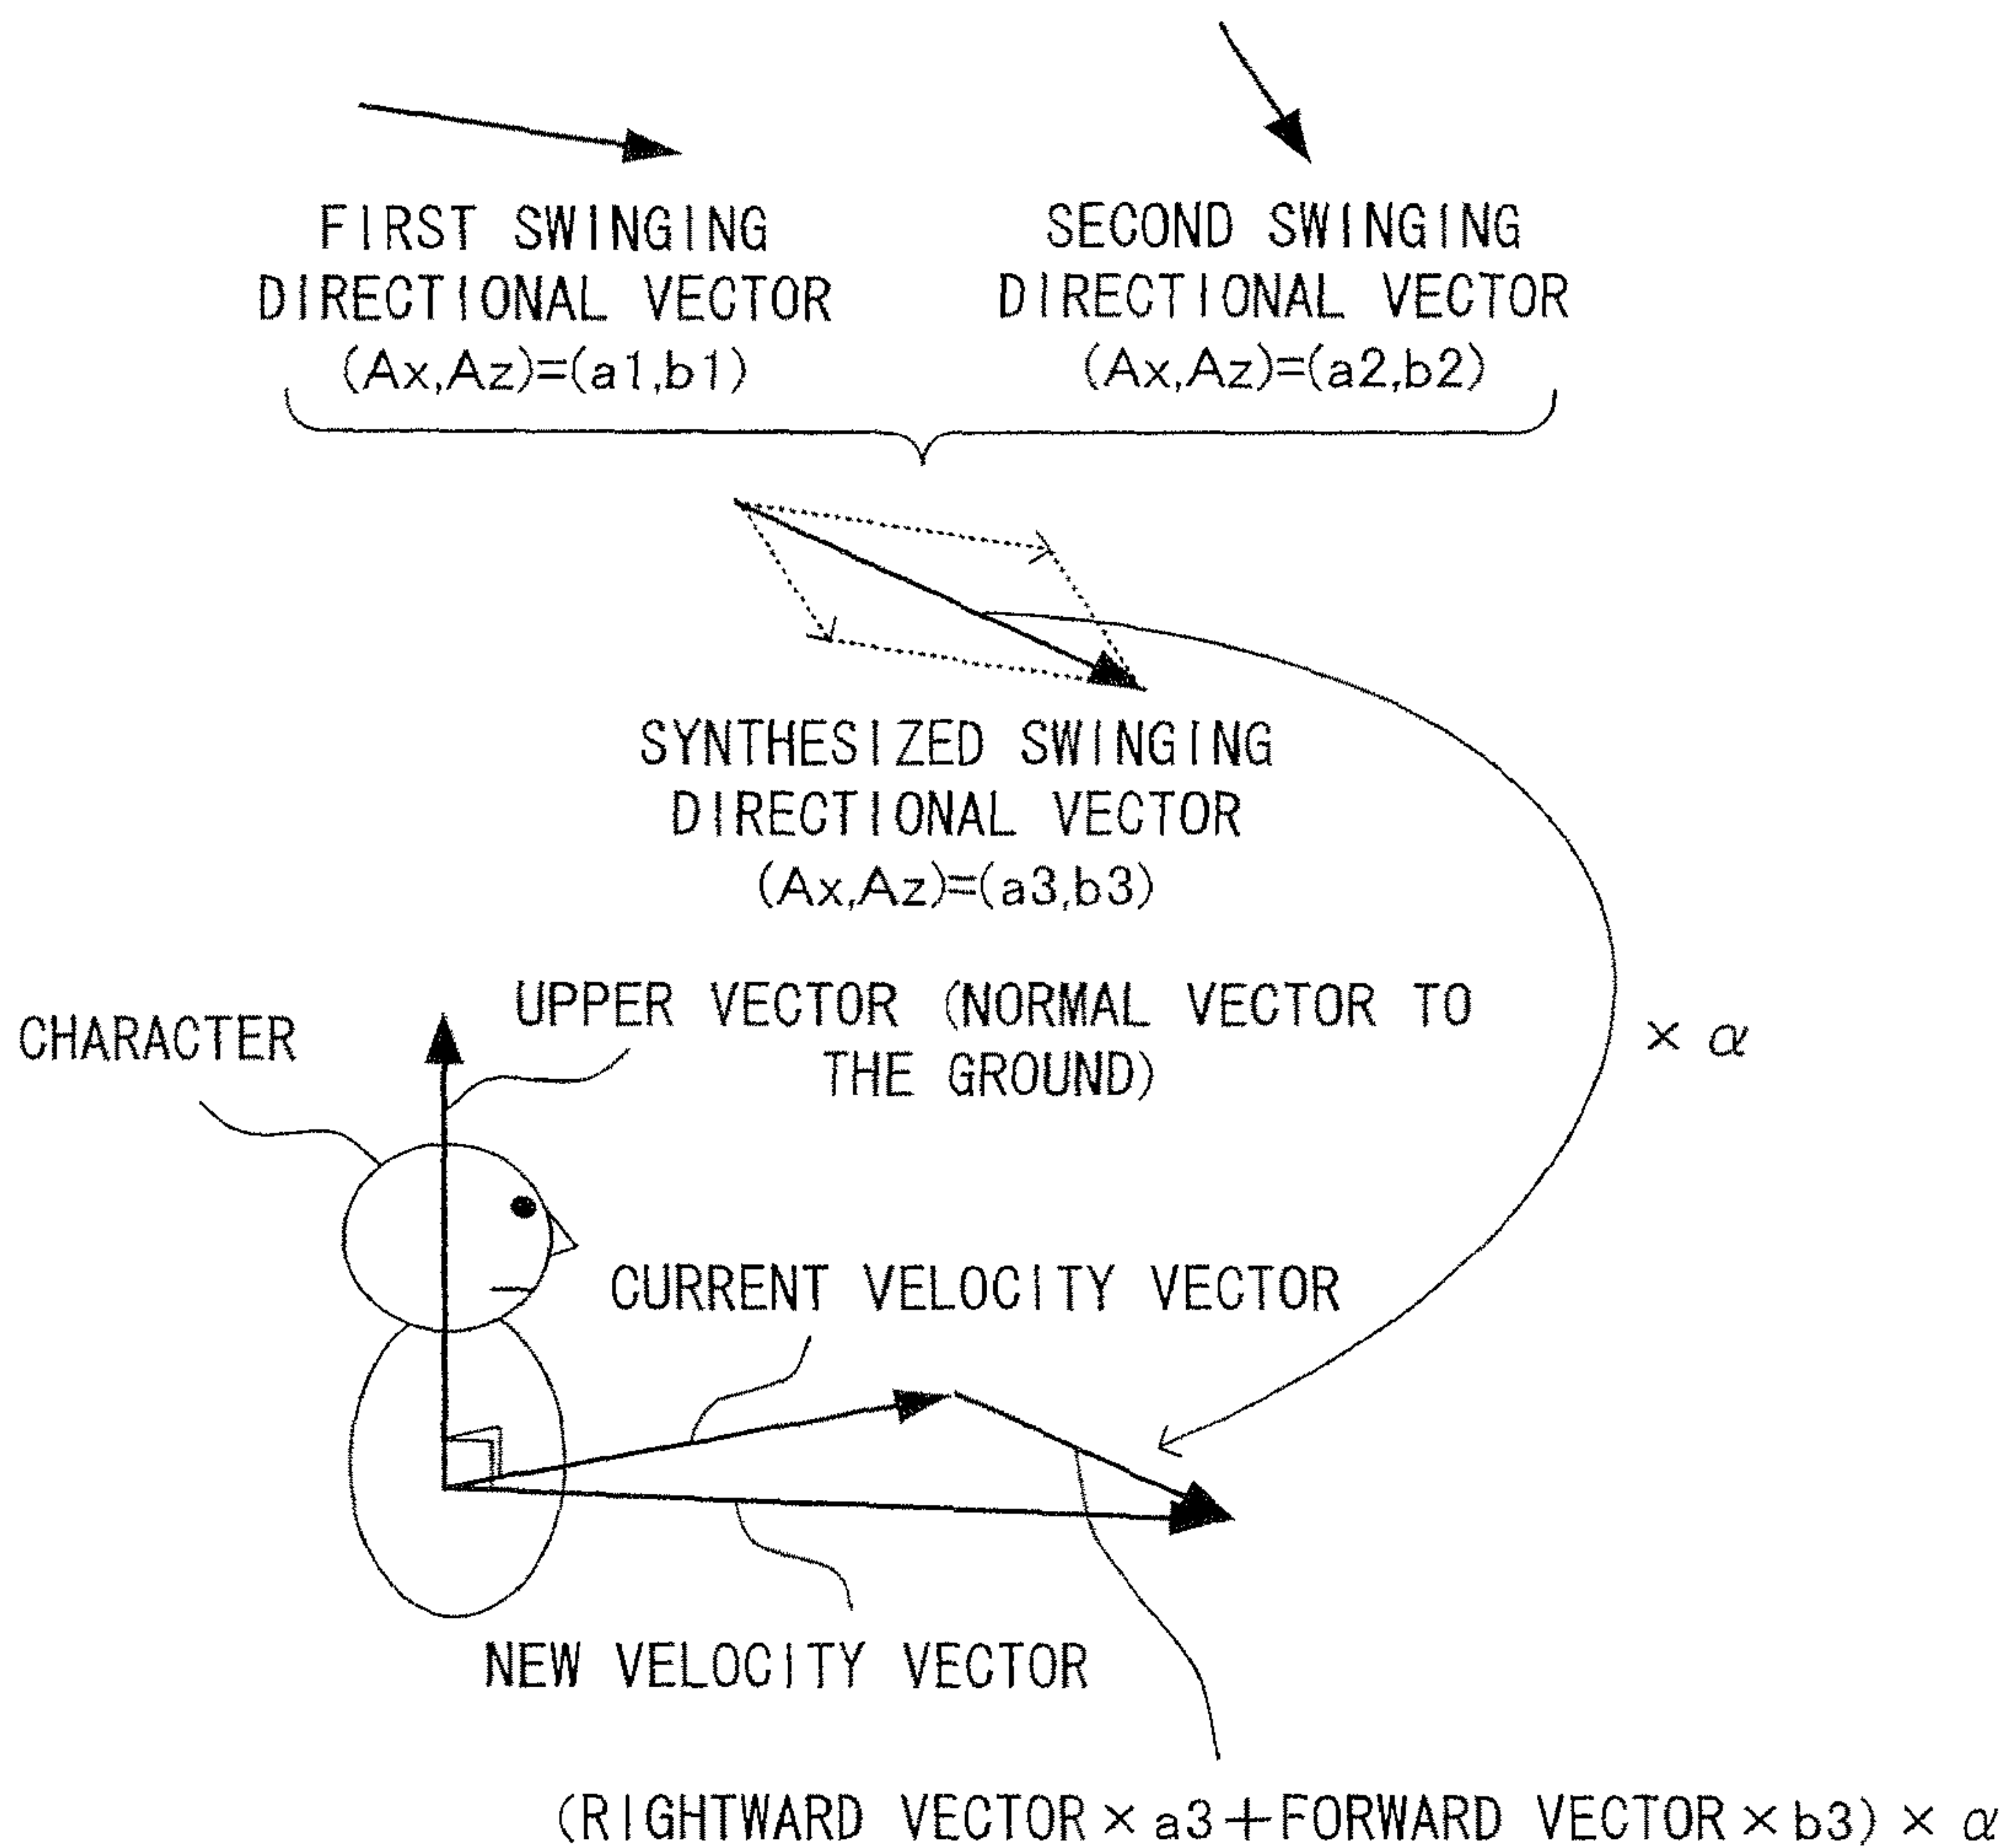 FIRST SWINGING
DIRECTIONAL VECTOR
(Ax,Az)=(a1,b1)
SECOND SWINGING
DIRECTIONAL VECTOR
(Ax,Az)=(a2,b2)
SYNTHESIZED SWINGING
DIRECTIONAL VECTOR
(Ax,Az)=(a3,b3)
UPPER VECTOR (NORMAL VECTOR TO
THE GROUND)
CHARACTER
× α
CURRENT VELOCITY VECTOR
NEW VELOCITY VECTOR
(RIGHTWARD VECTOR×a3+FORWARD VECTOR×b3)×α